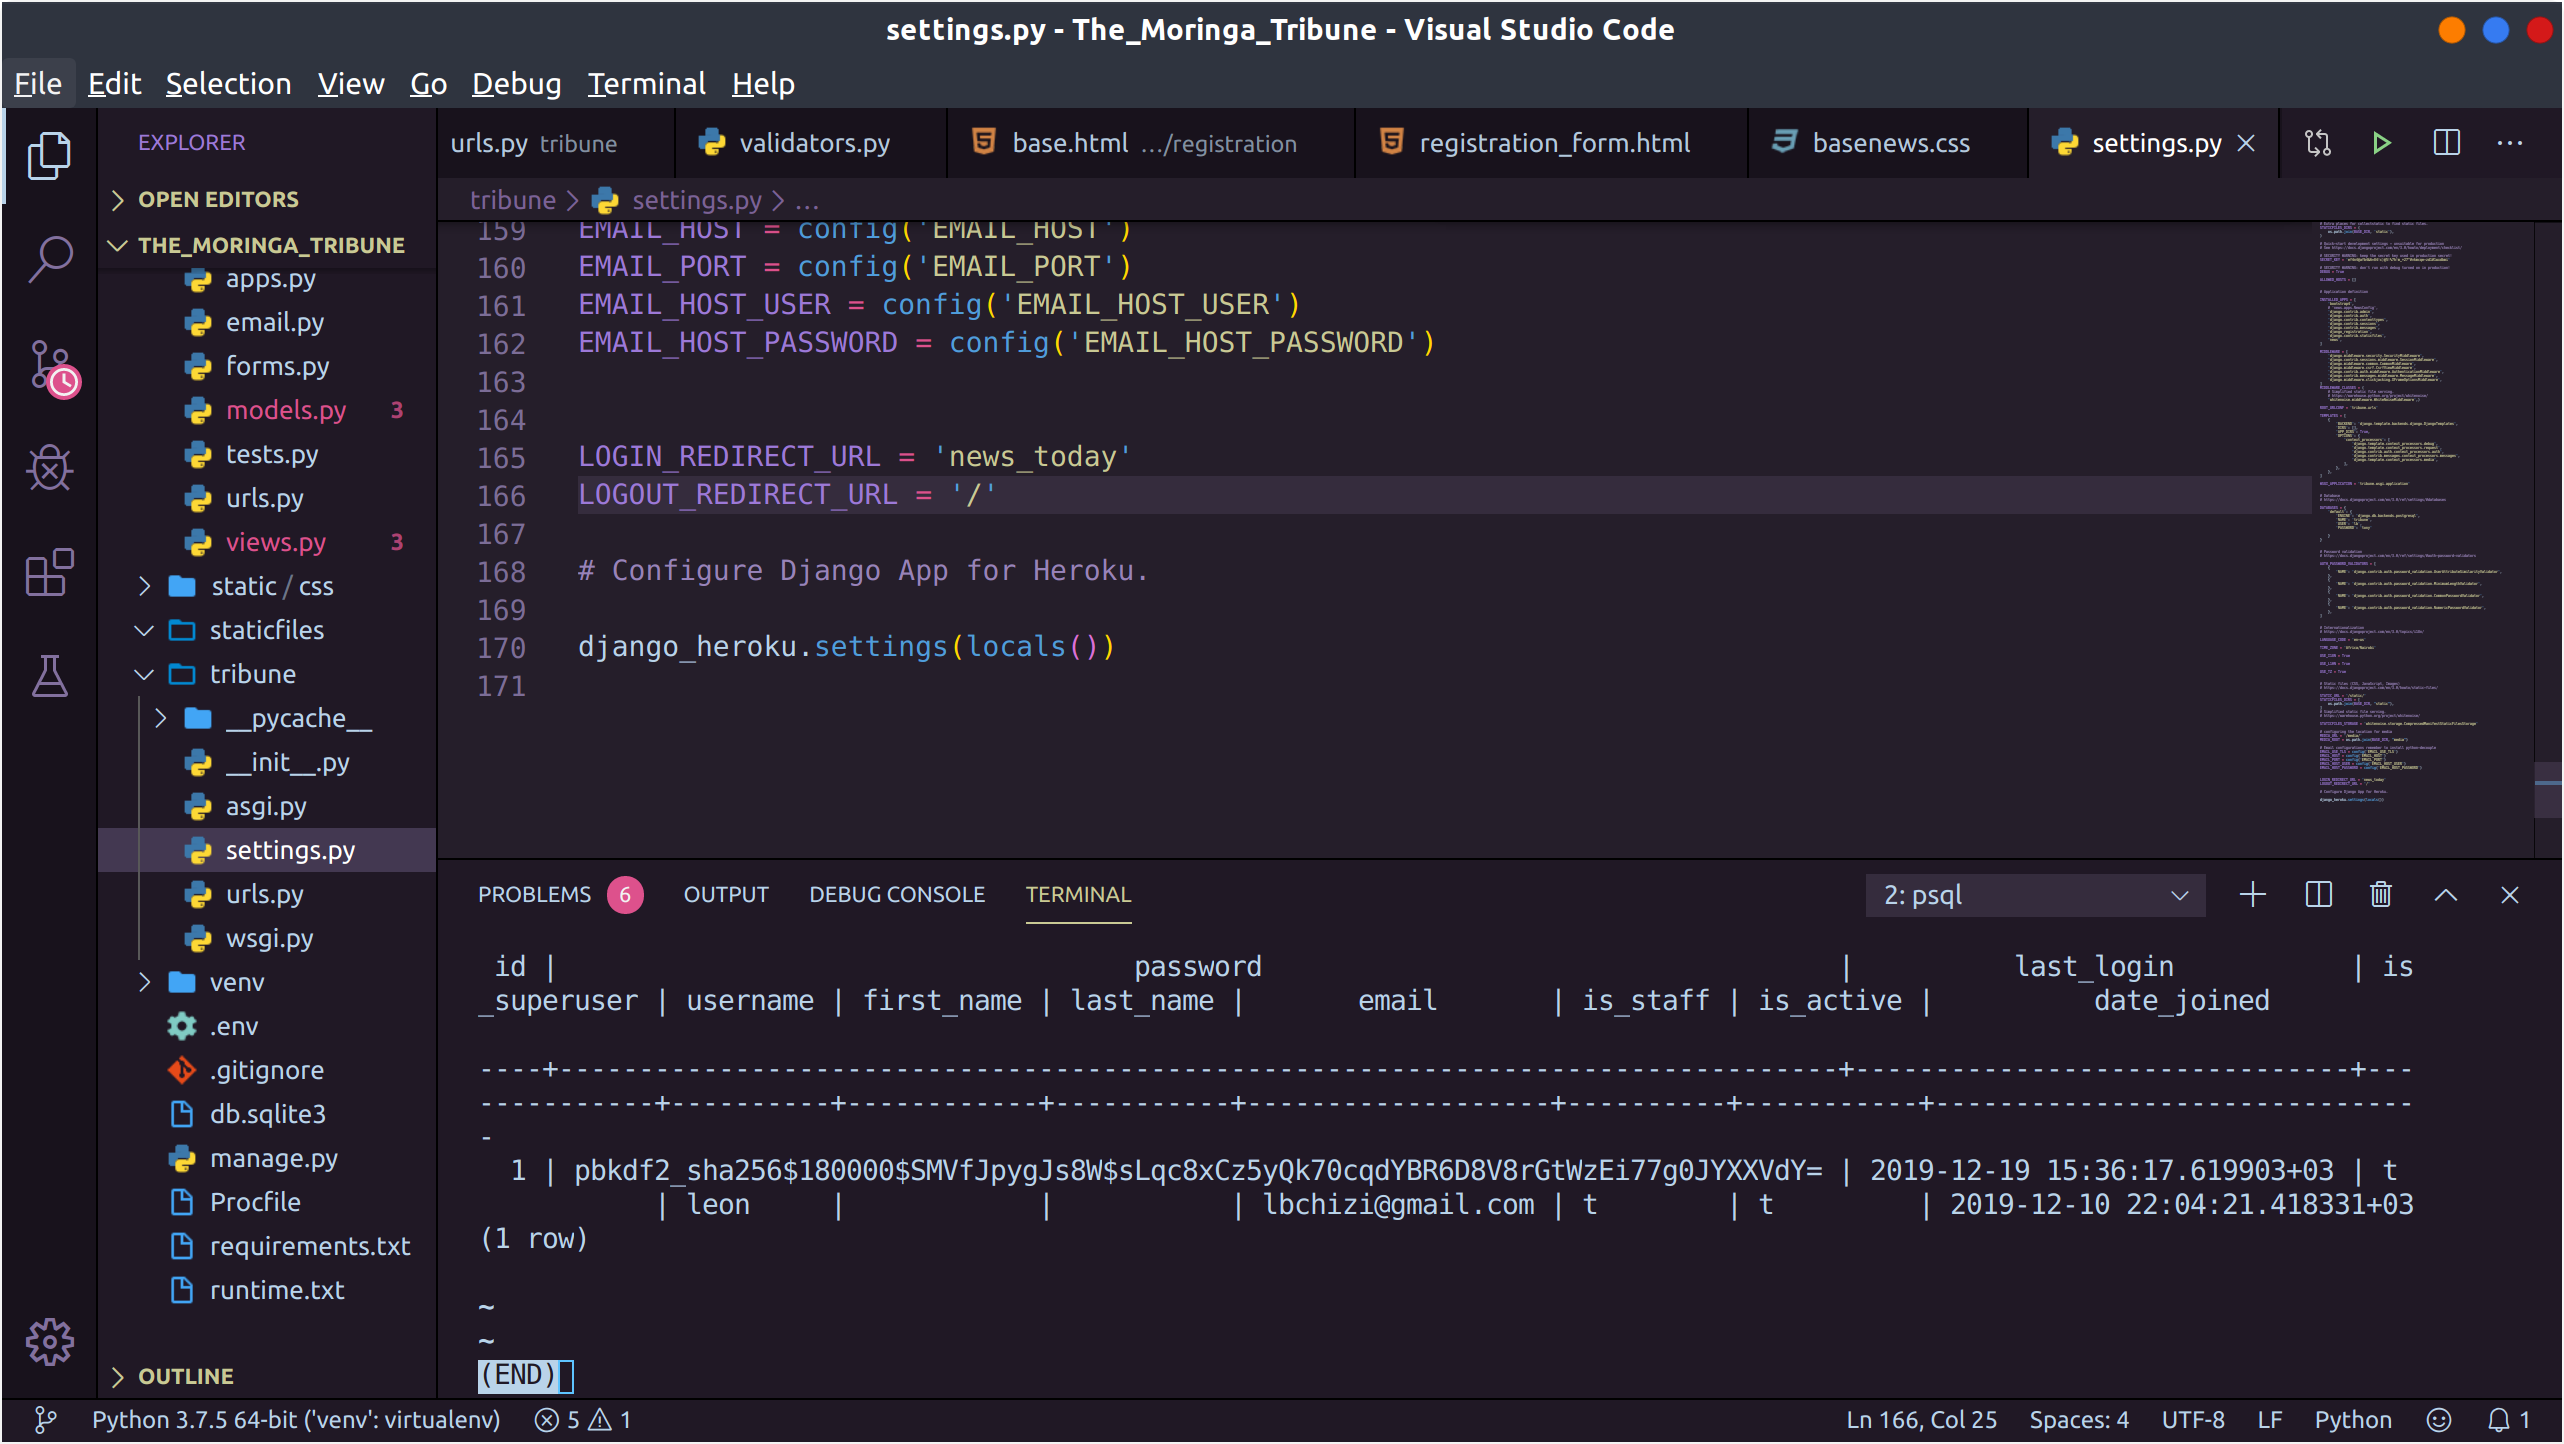 settings.py - The_Moringa_Tribune - Visual Studio Code
File Edit Selection View Go Debug Terminal Help
EXPLORER
OPEN EDITORS
THE_MORINGA_TRIBUNE
apps.py
email.py
forms.py
models.py 3
tests.py
urls.py
views.py 3
static / css
staticfiles
tribune
__pycache__
__init__.py
asgi.py
settings.py
urls.py
wsgi.py
venv
.env
.gitignore
db.sqlite3
manage.py
Procfile
requirements.txt
runtime.txt
OUTLINE
urls.py tribune validators.py base.html .../registration registration_form.html basenews.css settings.py
tribune > settings.py > ...
159 EMAIL_HOST = config('EMAIL_HOST')
160 EMAIL_PORT = config('EMAIL_PORT')
161 EMAIL_HOST_USER = config('EMAIL_HOST_USER')
162 EMAIL_HOST_PASSWORD = config('EMAIL_HOST_PASSWORD')
163
164
165 LOGIN_REDIRECT_URL = 'news_today'
166 LOGOUT_REDIRECT_URL = '/'
167
168 # Configure Django App for Heroku.
169
170 django_heroku.settings(locals())
171
PROBLEMS 6 OUTPUT DEBUG CONSOLE TERMINAL 2: psql
id | password | last_login | is
_superuser | username | first_name | last_name | email | is_staff | is_active | date_joined
----+--------------------------------------------------------------------------------+-------------------------------+---
-----------+----------+------------+-----------+-------------------+----------+-----------+------------------------------
-
1 | pbkdf2_sha256$180000$SMVfJpygJs8W$sLqc8xCz5yQk70cqdYBR6D8V8rGtWzEi77g0JYXXVdY= | 2019-12-19 15:36:17.619903+03 | t
| leon | | | lbchizi@gmail.com | t | t | 2019-12-10 22:04:21.418331+03
(1 row)
~
~
(END)
Python 3.7.5 64-bit ('venv': virtualenv) 5 1 Ln 166, Col 25 Spaces: 4 UTF-8 LF Python 1